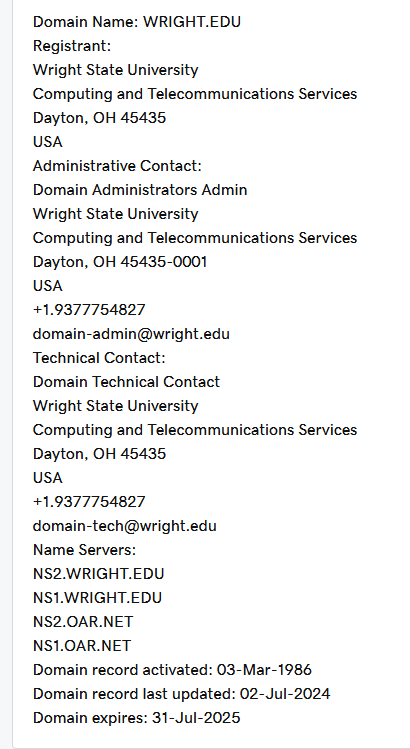 Domain Name: WRIGHT.EDU
Registrant:
Wright State University
Computing and Telecommunications Services
Dayton, OH 45435
USA
Administrative Contact:
Domain Administrators Admin
Wright State University
Computing and Telecommunications Services
Dayton, OH 45435-0001
USA
+1.9377754827
domain-admin@wright.edu
Technical Contact:
Domain Technical Contact
Wright State University
Computing and Telecommunications Services
Dayton, OH 45435
USA
+1.9377754827
domain-tech@wright.edu
Name Servers:
NS2.WRIGHT.EDU
NS1.WRIGHT.EDU
NS2.OAR.NET
NS1.OAR.NET
Domain record activated: 03-Mar-1986
Domain record last updated: 02-Jul-2024
Domain expires: 31-Jul-2025